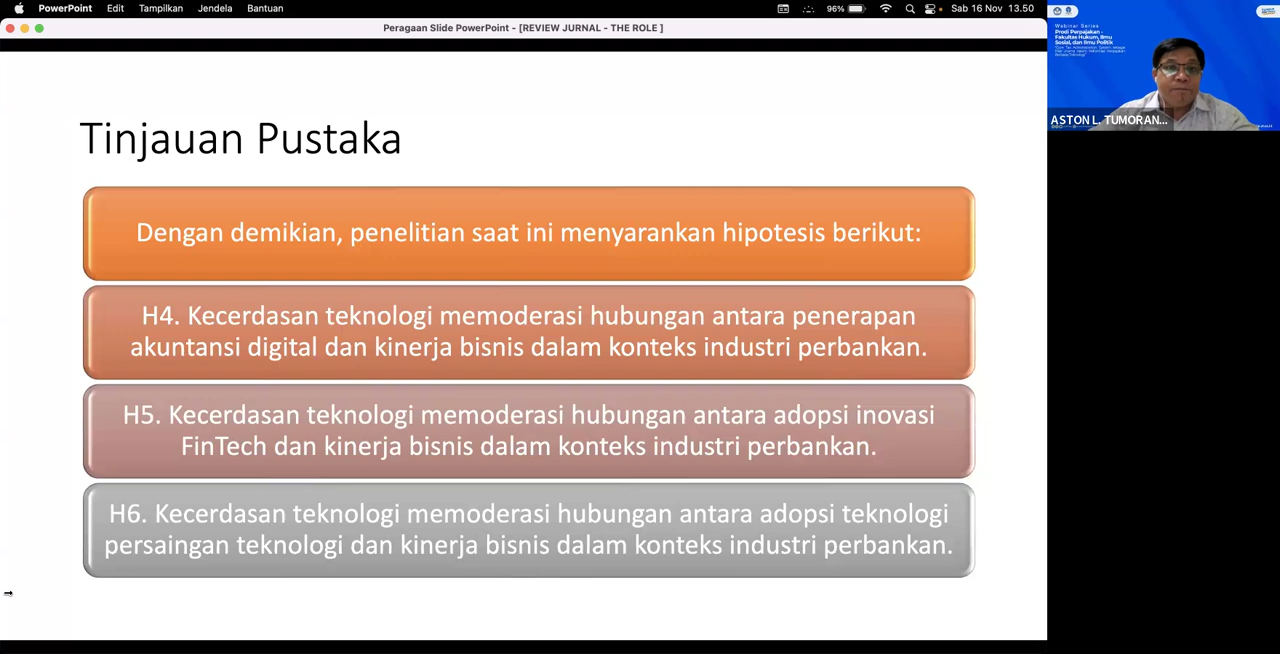 PowerPoint Edit Tampilkan Jendela Bantuan
96% Sab 16 Nov 13.50
Peragaan Slide PowerPoint - [REVIEW JURNAL - THE ROLE ]
Tinjauan Pustaka
Dengan demikian, penelitian saat ini menyarankan hipotesis berikut:
H4. Kecerdasan teknologi memoderasi hubungan antara penerapan
akuntansi digital dan kinerja bisnis dalam konteks industri perbankan.
H5. Kecerdasan teknologi memoderasi hubungan antara adopsi inovasi
FinTech dan kinerja bisnis dalam konteks industri perbankan.
H6. Kecerdasan teknologi memoderasi hubungan antara adopsi teknologi
persaingan teknologi dan kinerja bisnis dalam konteks industri perbankan.
Webinar Series
Prodi Perpajakan -
Fakultas Hukum, Ilmu
Sosial, dan Ilmu Politik
ASTON L. TUMORAN...